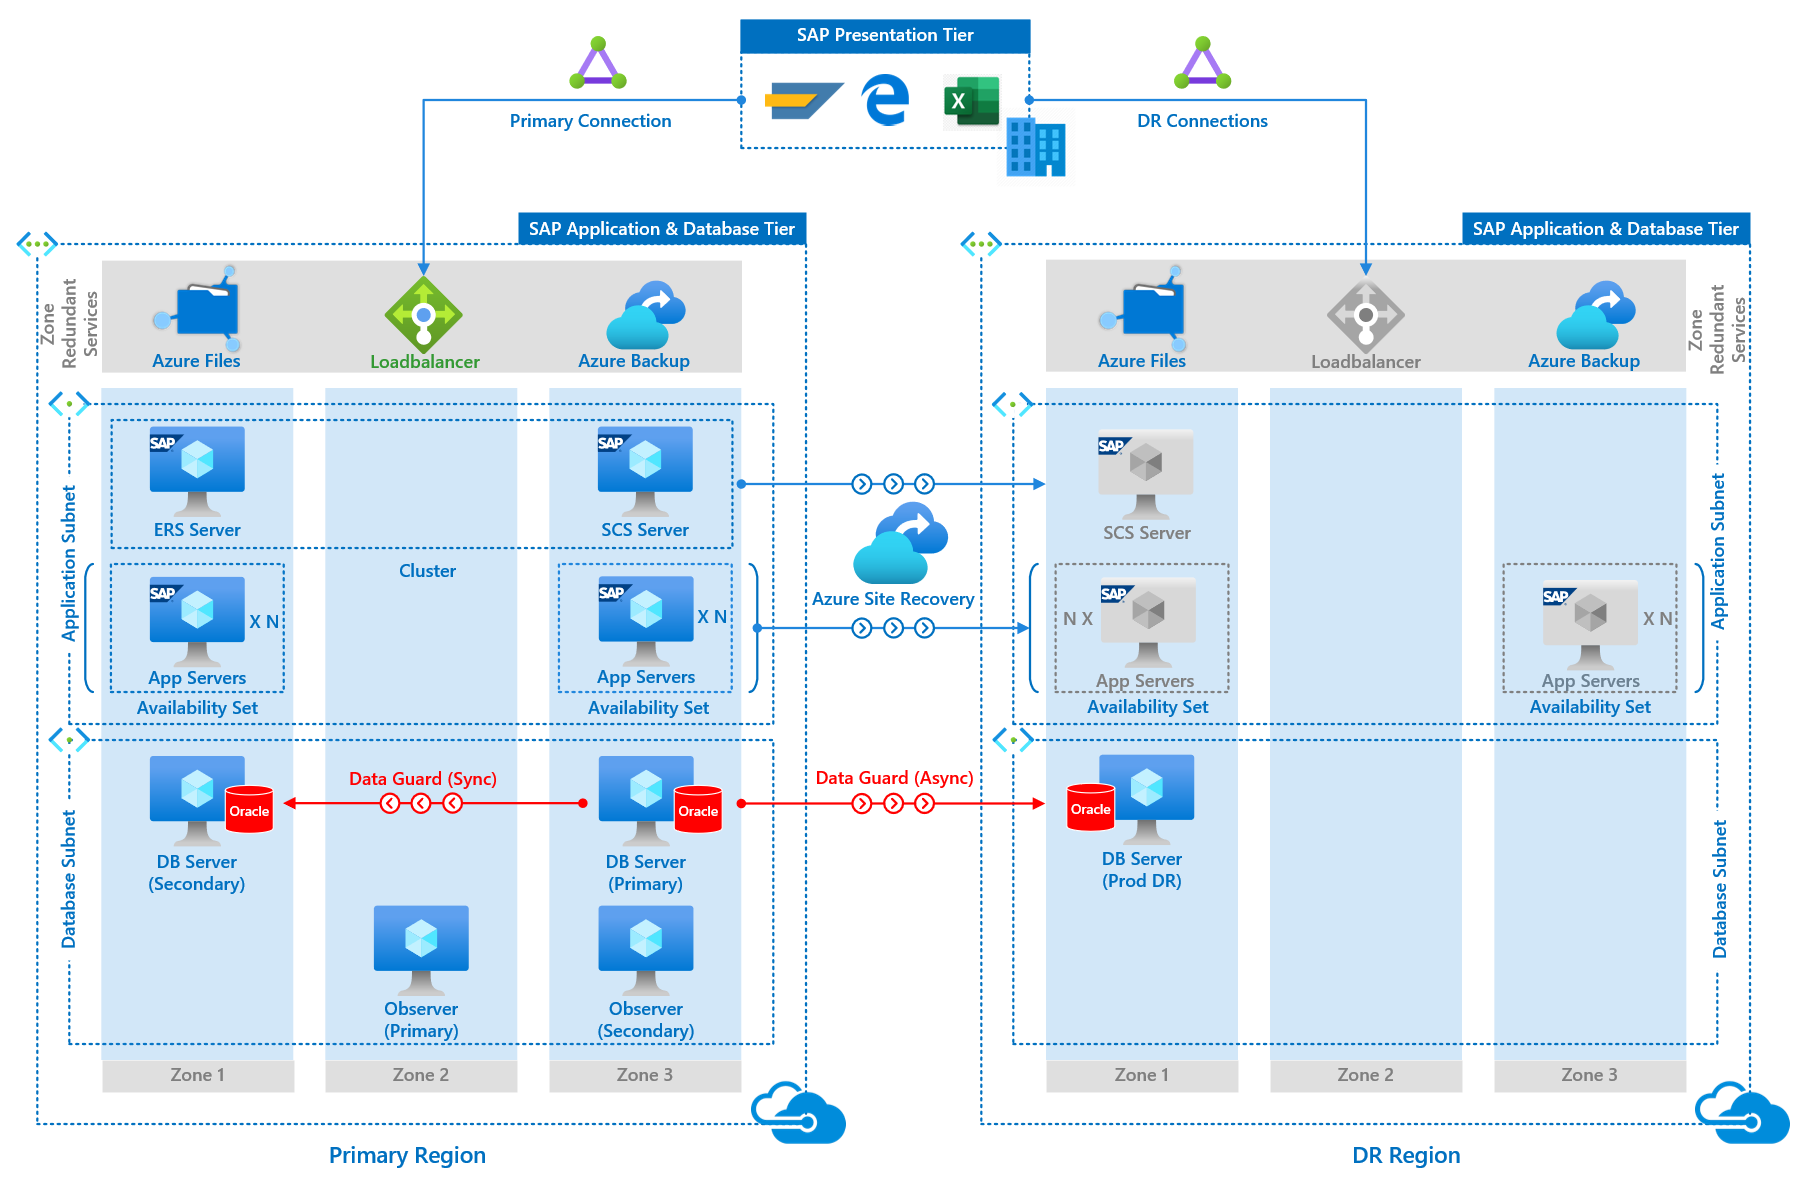 SAP Presentation Tier
X
Primary Connection
DR Connections
SAP Application & Database Tier
SAP Application & Database Tier
Zone
Redundant
Services
Azure Files
Loadbalancer
Azure Backup
Azure Files
Loadbalancer
Azure Backup
Zone
Redundant
Services
Application Subnet
SAP
ERS Server
SAP
SCS Server
SAP
SCS Server
Application Subnet
Cluster
Azure Site Recovery
SAP
X N
App Servers
Availability Set
SAP
X N
App Servers
Availability Set
N X
SAP
App Servers
Availability Set
SAP
X N
App Servers
Availability Set
Database Subnet
Data Guard (Sync)
Data Guard (Async)
Oracle
DB Server
(Secondary)
Oracle
DB Server
(Primary)
Oracle
DB Server
(Prod DR)
Database Subnet
Observer
(Primary)
Observer
(Secondary)
Zone 1
Zone 2
Zone 3
Zone 1
Zone 2
Zone 3
Primary Region
DR Region